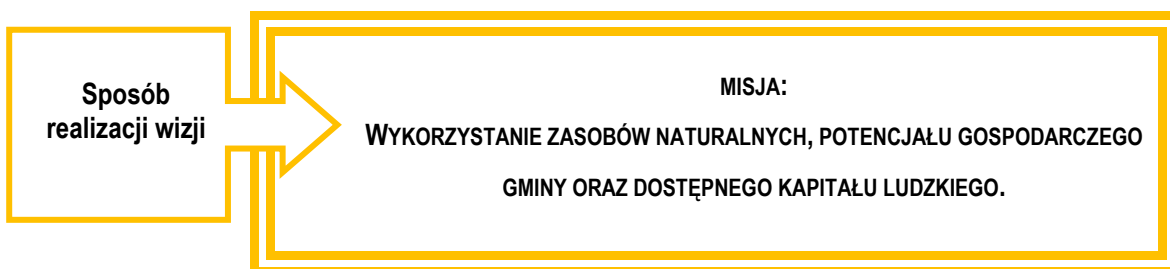 Sposób
realizacji wizji
MISJA:
WYKORZYSTANIE ZASOBÓW NATURALNYCH, POTENCJAŁU GOSPODARCZEGO
GMINY ORAZ DOSTĘPNEGO KAPITAŁU LUDZKIEGO.